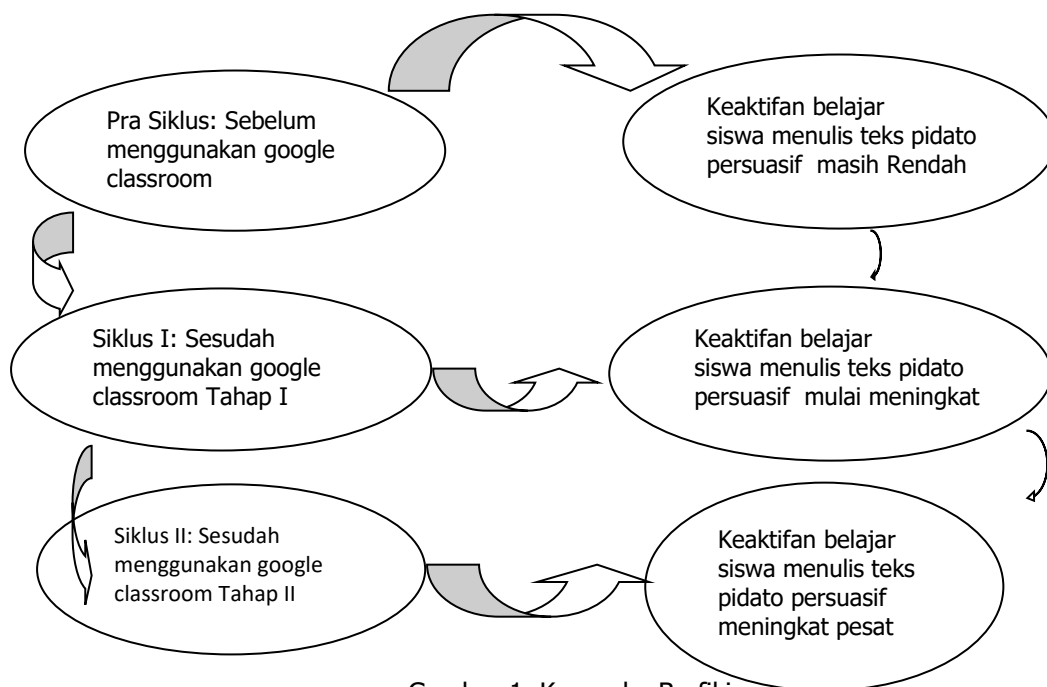 Pra Siklus: Sebelum
menggunakan google
classroom
Keaktifan belajar
siswa menulis teks pidato
persuasif masih Rendah
Siklus I: Sesudah
menggunakan google
classroom Tahap I
Keaktifan belajar
siswa menulis teks pidato
persuasif mulai meningkat
Siklus II: Sesudah
menggunakan google
classroom Tahap II
Keaktifan belajar
siswa menulis teks
pidato persuasif
meningkat pesat